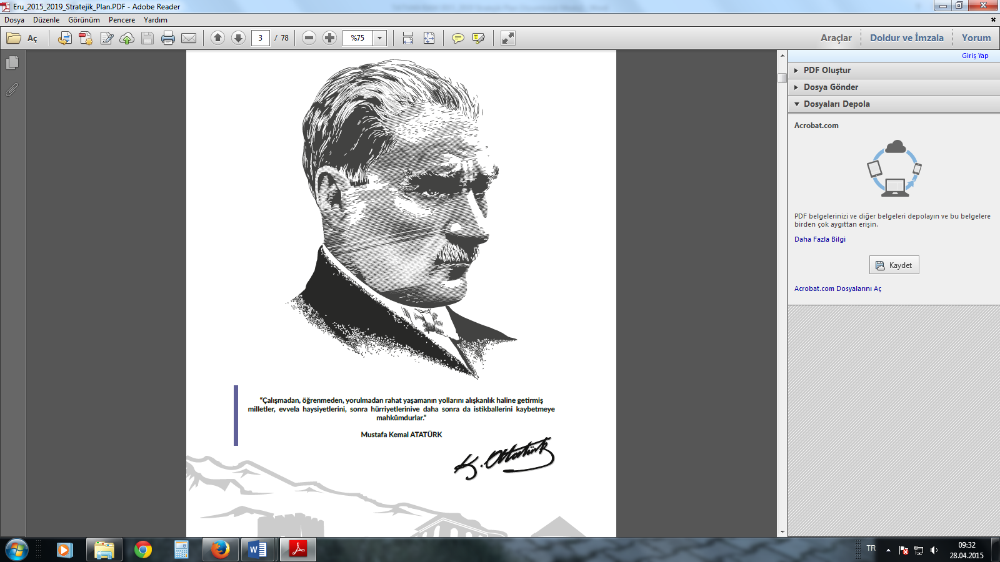 Eru_2015_2019_Stratejik_Plan.PDF - Adobe Reader
Dosya Düzenle Görünüm Pencere Yardım
Aç 3 / 78 %75 Araçlar Doldur ve İmzala Yorum
Giriş Yap
PDF Oluştur
Dosya Gönder
Dosyaları Depola
Acrobat.com
PDF belgelerinizi ve diğer belgeleri depolayın ve bu belgelere
birden çok aygıttan erişin.
Daha Fazla Bilgi
Kaydet
Acrobat.com Dosyalarını Aç
“Çalışmadan, öğrenmeden, yorulmadan rahat yaşamanın yollarını alışkanlık haline getirmiş
milletler, evvela haysiyetlerini, sonra hürriyetlerinive daha sonra da istikballerini kaybetmeye
mahkûmdurlar.”
Mustafa Kemal ATATÜRK
K. Atatürk
TR 09:32
28.04.2015